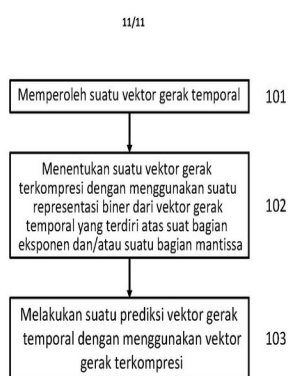 11/11
Memperoleh suatu vektor gerak temporal
101
Menentukan suatu vektor gerak
terkompresi dengan menggunakan suatu
representasi biner dari vektor gerak
temporal yang terdiri atas suat bagian
eksponen dan/atau suatu bagian mantissa
102
Melakukan suatu prediksi vektor gerak
temporal dengan menggunakan vektor
gerak terkompresi
103